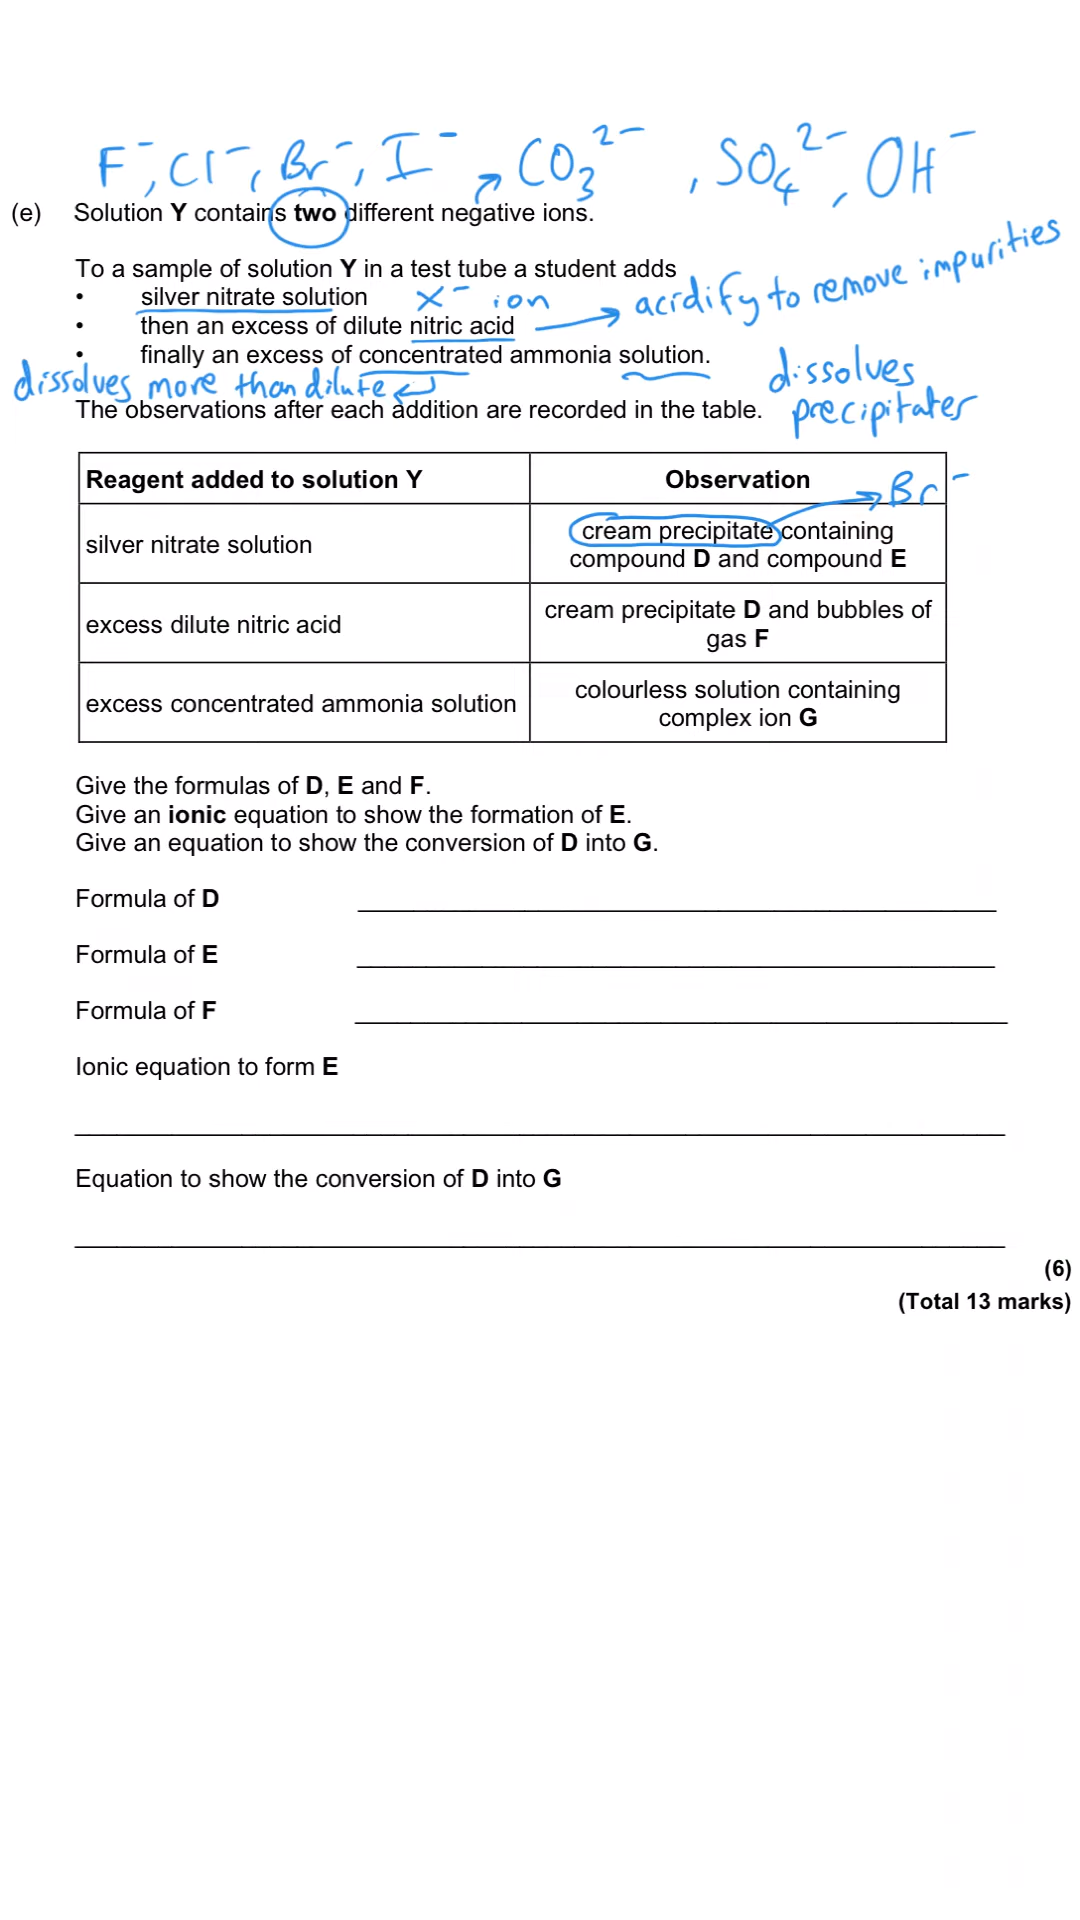 F⁻, Cl⁻, Br⁻, I⁻, CO₃²⁻, SO₄²⁻, OH⁻
(e) Solution Y contains two different negative ions.
To a sample of solution Y in a test tube a student adds
• silver nitrate solution X⁻ ion
• then an excess of dilute nitric acid → acidify to remove impurities
• finally an excess of concentrated ammonia solution.
dissolves precipitates
dissolves more than dilute
The observations after each addition are recorded in the table.
Reagent added to solution Y Observation
→ Br⁻
silver nitrate solution cream precipitate containing compound D and compound E
excess dilute nitric acid cream precipitate D and bubbles of gas F
excess concentrated ammonia solution colourless solution containing complex ion G
Give the formulas of D, E and F.
Give an ionic equation to show the formation of E.
Give an equation to show the conversion of D into G.
Formula of D
Formula of E
Formula of F
Ionic equation to form E
Equation to show the conversion of D into G
(6)
(Total 13 marks)